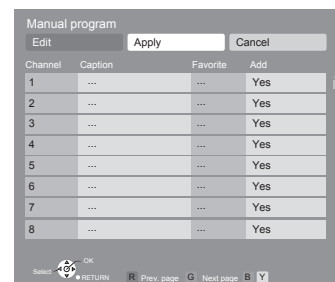 Manual program
Edit Apply Cancel
Channel Caption Favorite Add
1 --- --- Yes
2 --- --- Yes
3 --- --- Yes
4 --- --- Yes
5 --- --- Yes
6 --- --- Yes
7 --- --- Yes
8 --- --- Yes
OK
Select
RETURN R Prev. page G Next page B Y